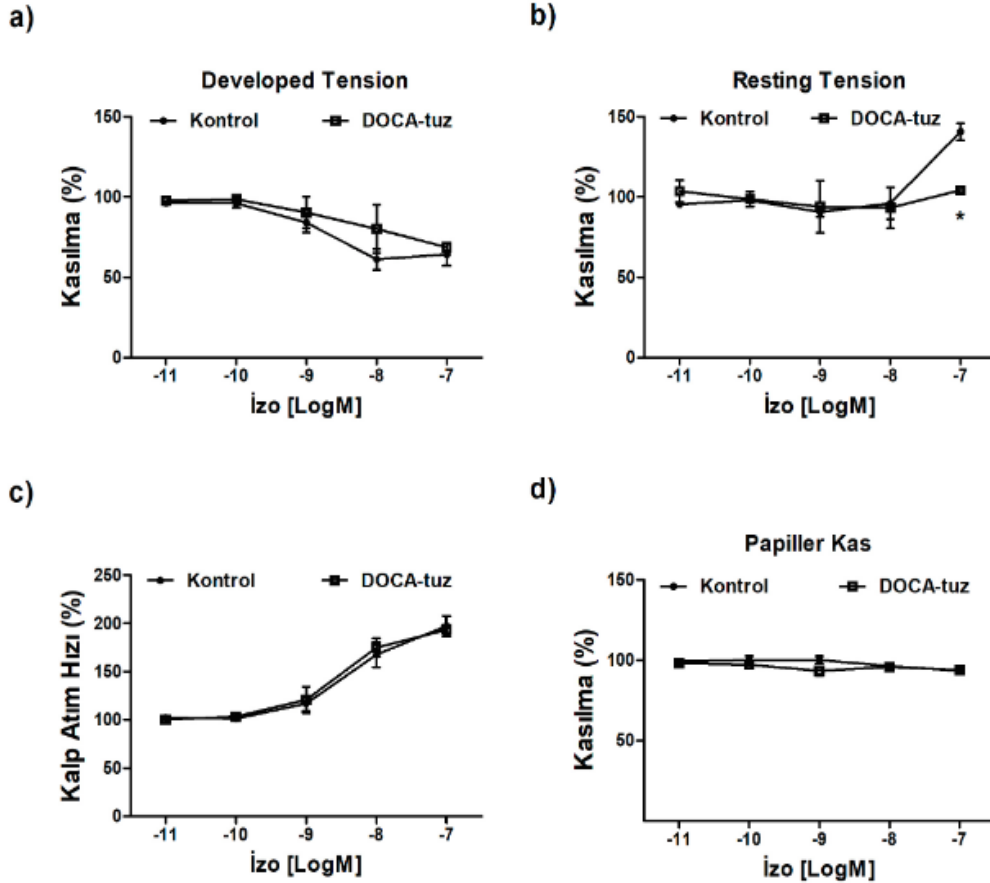 a)
Developed Tension
Kontrol DOCA-tuz
Kasılma (%)
150
100
50
0
-11 -10 -9 -8 -7
İzo [LogM]
b)
Resting Tension
Kontrol DOCA-tuz
Kasılma (%)
150
100
50
0
*
-11 -10 -9 -8 -7
İzo [LogM]
c)
Kontrol DOCA-tuz
Kalp Atım Hızı (%)
250
200
150
100
50
0
-11 -10 -9 -8 -7
İzo [LogM]
d)
Papiller Kas
Kontrol DOCA-tuz
Kasılma (%)
150
100
50
-11 -10 -9 -8 -7
İzo [LogM]